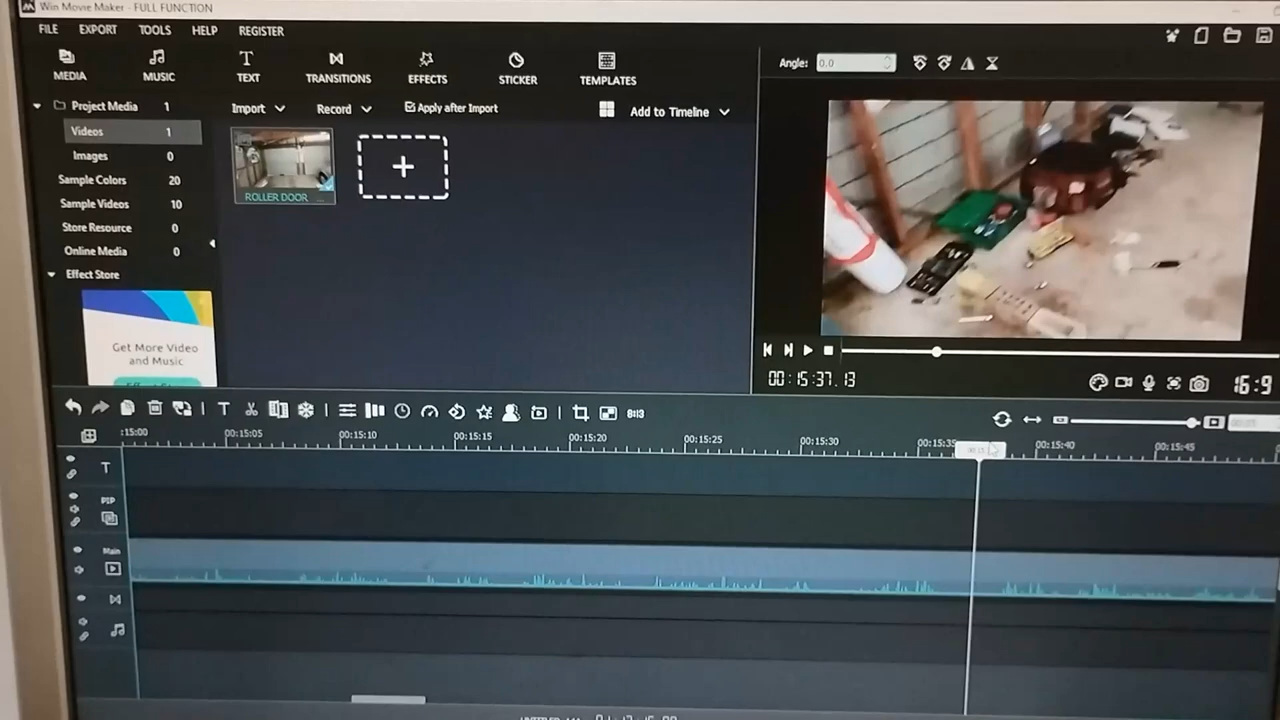 Win Movie Maker - FULL FUNCTION
FILE EXPORT TOOLS HELP REGISTER
MEDIA MUSIC TEXT TRANSITIONS EFFECTS STICKER TEMPLATES
Angle: 0.0
Project Media 1
Import Record Apply after Import Add to Timeline
Videos 1
Images 0
Sample Colors 20
Sample Videos 10
Store Resource 0
Online Media 0
Effect Store
ROLLER DOOR ...
Get More Video
and Music
00:15:37.13
16:9
:15:00 00:15:05 00:15:10 00:15:15 00:15:20 00:15:25 00:15:30 00:15:35 00:15:40 00:15:45
T
PIP
Main